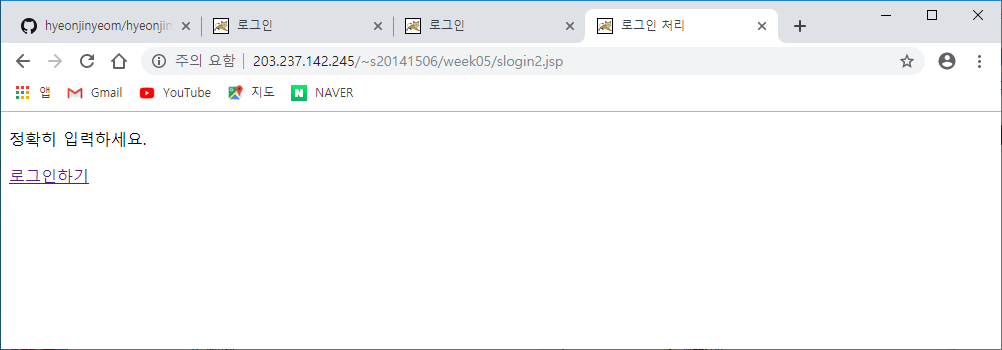 hyeonjinyeom/hyeonjin
로그인
로그인
로그인 처리
주의 요함 203.237.142.245/~s20141506/week05/slogin2.jsp
앱 Gmail YouTube 지도 NAVER
정확히 입력하세요.
로그인하기